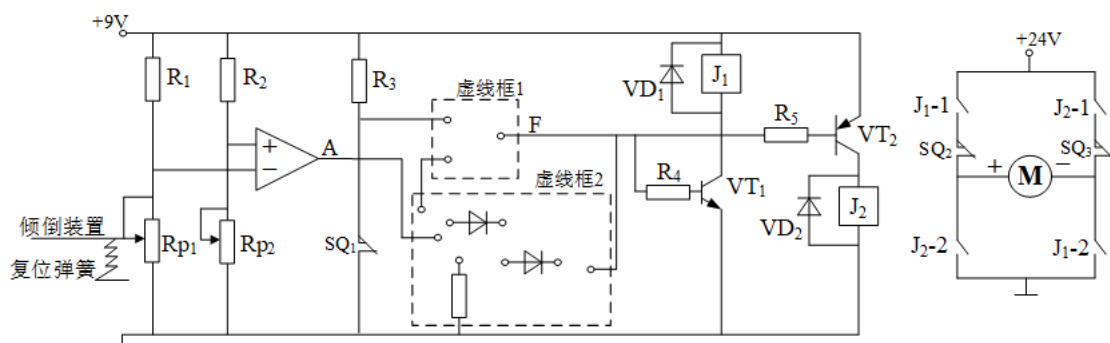 +9V
R1
R2
R3
虚线框1
F
VD1
J1
R5
VT2
+24V
J1-1
J2-1
SQ2
SQ3
+ M −
J2-2
J1-2
+
−
A
R4
VT1
虚线框2
VD2
J2
倾倒装置
复位弹簧
Rp1
Rp2
SQ1